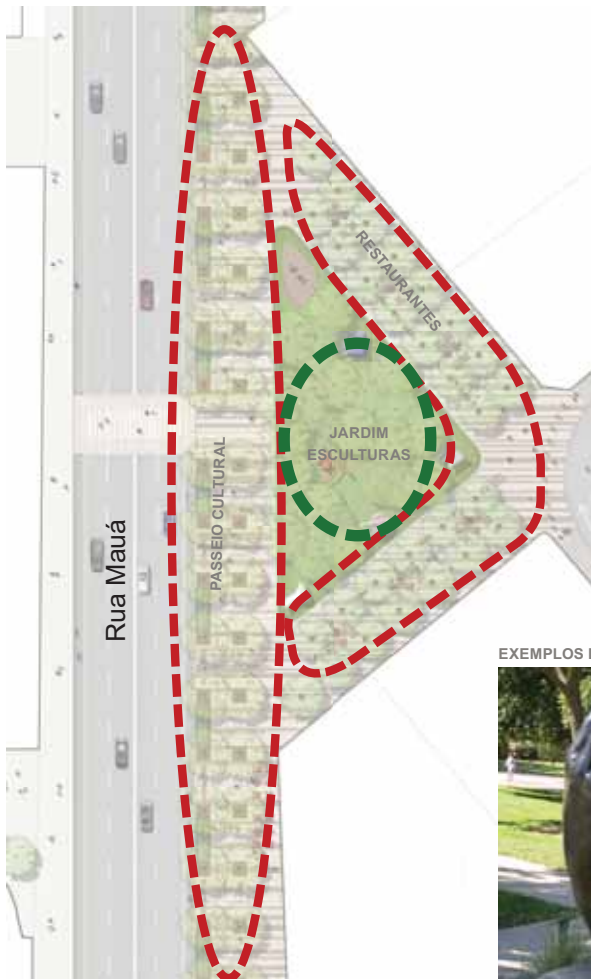 RESTAURANTES
JARDIM
ESCULTURAS
PASSEIO CULTURAL
Rua Mauá
EXEMPLOS